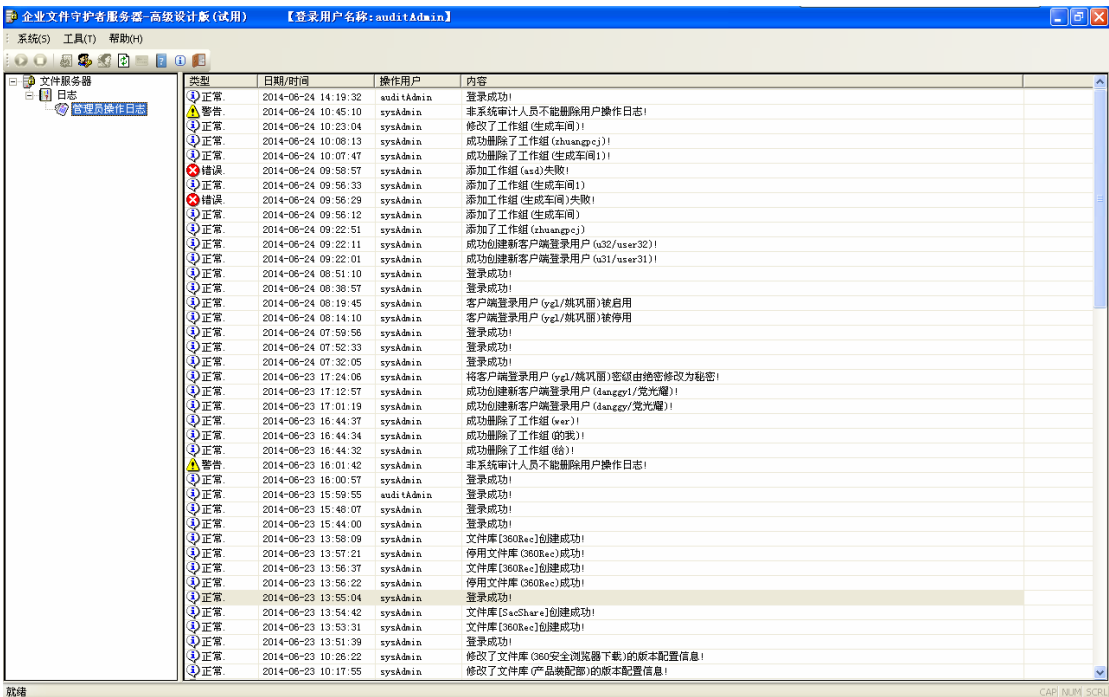 企业文件守护者服务器-高级设计版(试用) 【登录用户名称:auditAdmin】
系统(S) 工具(T) 帮助(H)
文件服务器
日志
管理员操作日志
类型 日期/时间 操作用户 内容
正常. 2014-06-24 14:19:32 auditAdmin 登录成功!
警告. 2014-06-24 10:45:10 sysAdmin 非系统审计人员不能删除用户操作日志!
正常. 2014-06-24 10:23:04 sysAdmin 修改了工作组(生成车间)!
正常. 2014-06-24 10:08:13 sysAdmin 成功删除了工作组(zhuangpcj)!
正常. 2014-06-24 10:07:47 sysAdmin 成功删除了工作组(生成车间1)!
错误. 2014-06-24 09:58:57 sysAdmin 添加工作组(asd)失败!
正常. 2014-06-24 09:56:33 sysAdmin 添加了工作组(生成车间1)
错误. 2014-06-24 09:56:29 sysAdmin 添加工作组(生成车间)失败!
正常. 2014-06-24 09:56:12 sysAdmin 添加了工作组(生成车间)
正常. 2014-06-24 09:22:51 sysAdmin 添加了工作组(zhuangpcj)
正常. 2014-06-24 09:22:11 sysAdmin 成功创建新客户端登录用户(u32/user32)!
正常. 2014-06-24 09:22:01 sysAdmin 成功创建新客户端登录用户(u31/user31)!
正常. 2014-06-24 08:51:10 sysAdmin 登录成功!
正常. 2014-06-24 08:38:57 sysAdmin 登录成功!
正常. 2014-06-24 08:19:45 sysAdmin 客户端登录用户(ygl/姚巩丽)被启用
正常. 2014-06-24 08:14:10 sysAdmin 客户端登录用户(ygl/姚巩丽)被停用
正常. 2014-06-24 07:59:56 sysAdmin 登录成功!
正常. 2014-06-24 07:52:33 sysAdmin 登录成功!
正常. 2014-06-24 07:32:05 sysAdmin 登录成功!
正常. 2014-06-23 17:24:06 sysAdmin 将客户端登录用户(ygl/姚巩丽)密级由绝密修改为秘密!
正常. 2014-06-23 17:12:57 sysAdmin 成功创建新客户端登录用户(danggy1/党光耀)!
正常. 2014-06-23 17:01:19 sysAdmin 成功创建新客户端登录用户(danggy/党光耀)!
正常. 2014-06-23 16:44:37 sysAdmin 成功删除了工作组(wer)!
正常. 2014-06-23 16:44:34 sysAdmin 成功删除了工作组(的我)!
正常. 2014-06-23 16:44:32 sysAdmin 成功删除了工作组(给)!
警告. 2014-06-23 16:01:42 sysAdmin 非系统审计人员不能删除用户操作日志!
正常. 2014-06-23 16:00:57 sysAdmin 登录成功!
正常. 2014-06-23 15:59:55 auditAdmin 登录成功!
正常. 2014-06-23 15:48:07 sysAdmin 登录成功!
正常. 2014-06-23 15:44:00 sysAdmin 登录成功!
正常. 2014-06-23 13:58:09 sysAdmin 文件库[360Rec]创建成功!
正常. 2014-06-23 13:57:21 sysAdmin 停用文件库(360Rec)成功!
正常. 2014-06-23 13:56:37 sysAdmin 文件库[360Rec]创建成功!
正常. 2014-06-23 13:56:22 sysAdmin 停用文件库(360Rec)成功!
正常. 2014-06-23 13:55:04 sysAdmin 登录成功!
正常. 2014-06-23 13:54:42 sysAdmin 文件库[SacShare]创建成功!
正常. 2014-06-23 13:53:31 sysAdmin 文件库[360Rec]创建成功!
正常. 2014-06-23 13:51:39 sysAdmin 登录成功!
正常. 2014-06-23 10:26:22 sysAdmin 修改了文件库(360安全浏览器下载)的版本配置信息!
正常. 2014-06-23 10:17:55 sysAdmin 修改了文件库(产品装配部)的版本配置信息!
就绪 CAP NUM SCRL